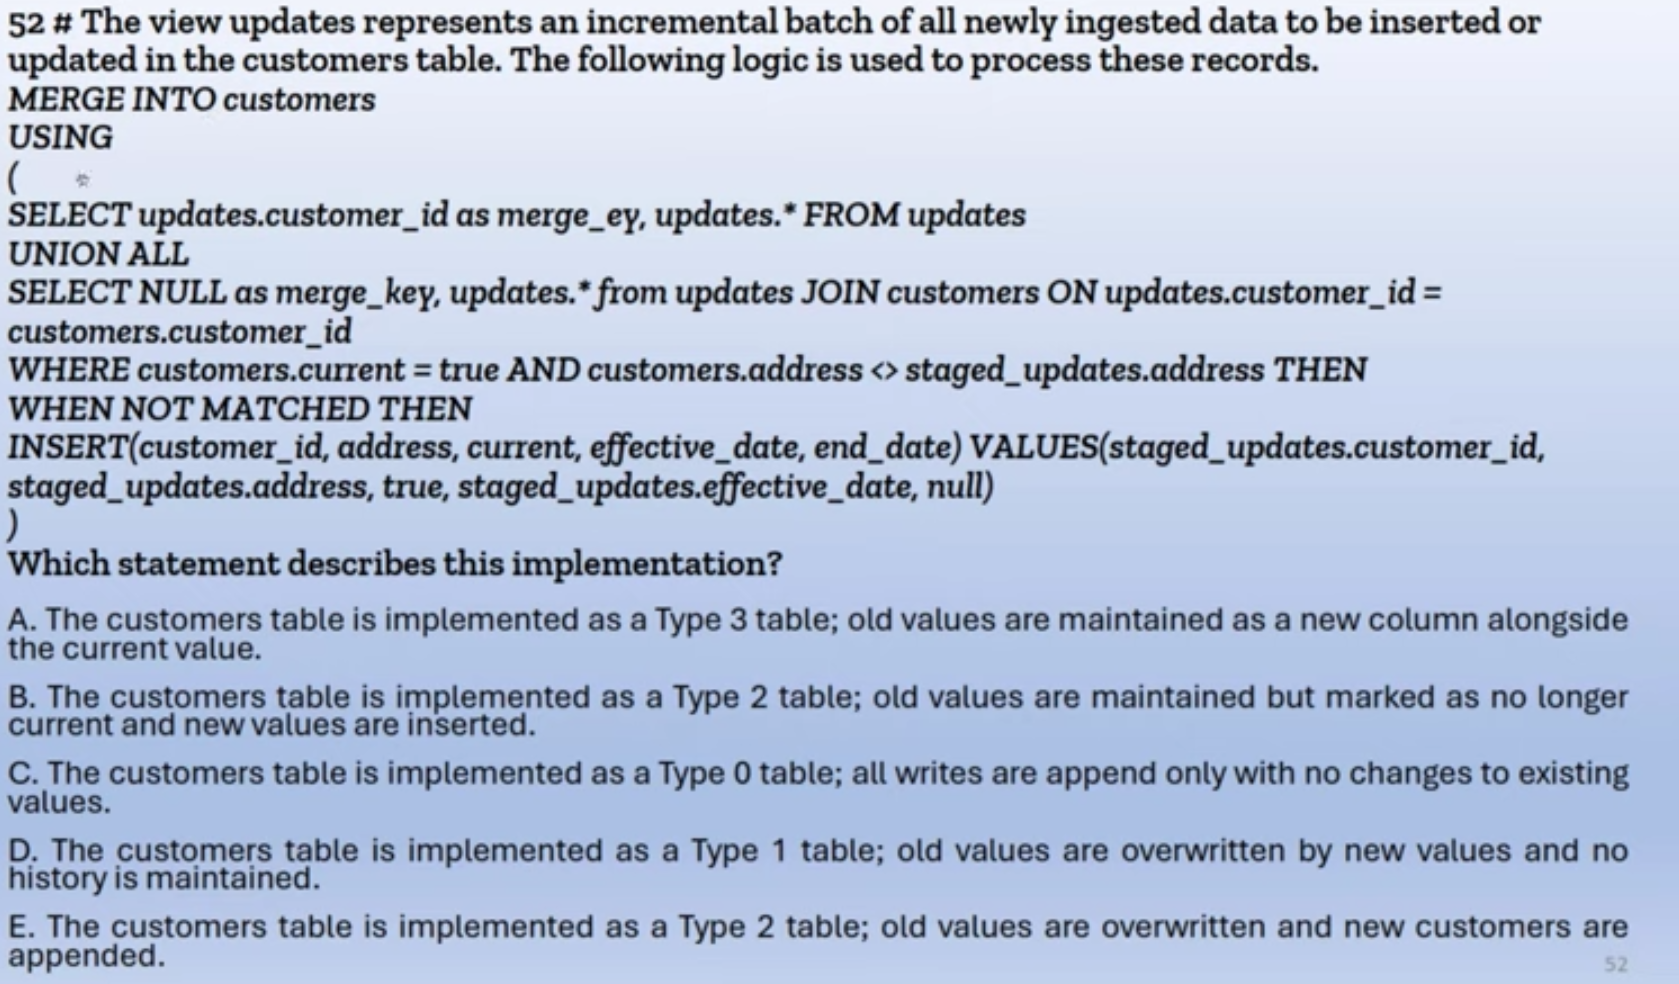 52 # The view updates represents an incremental batch of all newly ingested data to be inserted or
updated in the customers table. The following logic is used to process these records.
MERGE INTO customers
USING
(
SELECT updates.customer_id as merge_ey, updates.* FROM updates
UNION ALL
SELECT NULL as merge_key, updates.* from updates JOIN customers ON updates.customer_id =
customers.customer_id
WHERE customers.current = true AND customers.address <> staged_updates.address THEN
WHEN NOT MATCHED THEN
INSERT(customer_id, address, current, effective_date, end_date) VALUES(staged_updates.customer_id,
staged_updates.address, true, staged_updates.effective_date, null)
)
Which statement describes this implementation?
A. The customers table is implemented as a Type 3 table; old values are maintained as a new column alongside
the current value.
B. The customers table is implemented as a Type 2 table; old values are maintained but marked as no longer
current and new values are inserted.
C. The customers table is implemented as a Type 0 table; all writes are append only with no changes to existing
values.
D. The customers table is implemented as a Type 1 table; old values are overwritten by new values and no
history is maintained.
E. The customers table is implemented as a Type 2 table; old values are overwritten and new customers are
appended.
52